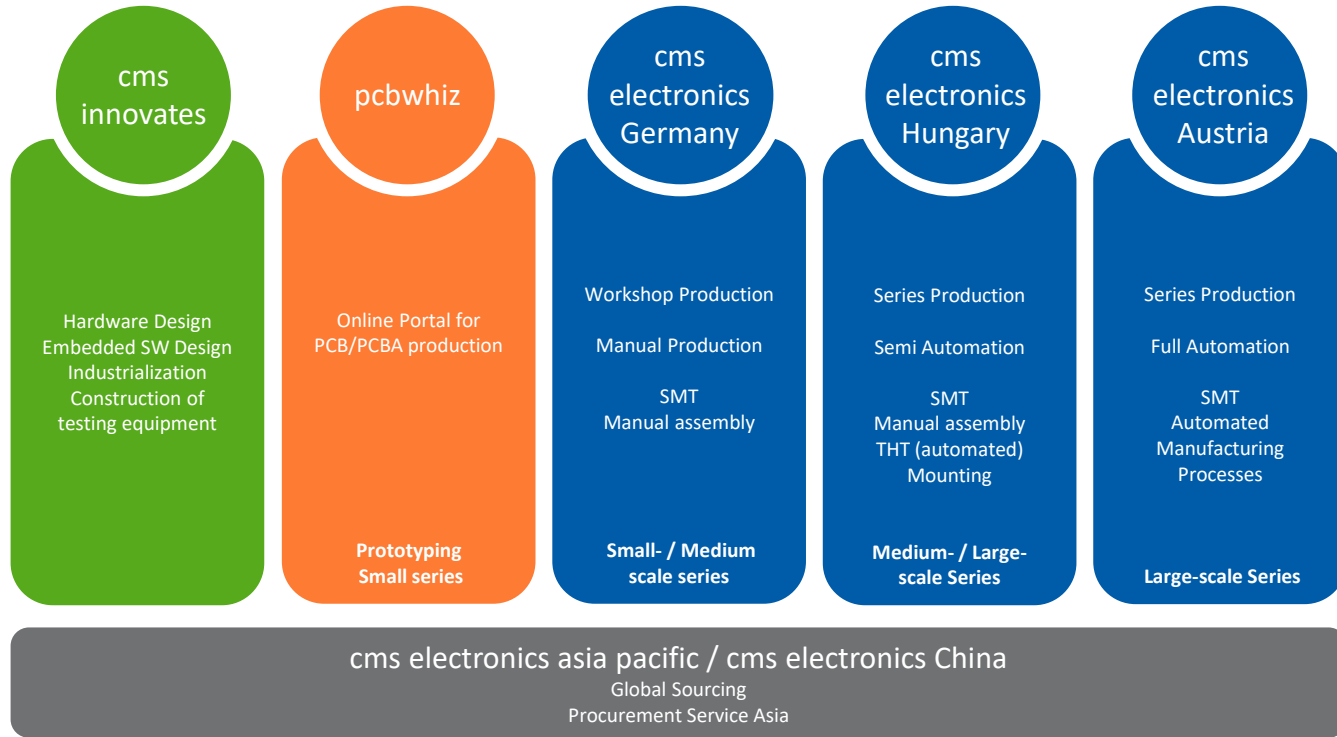 cms
innovates
Hardware Design
Embedded SW Design
Industrialization
Construction of
testing equipment
pcbwhiz
Online Portal for
PCB/PCBA production
Prototyping
Small series
cms
electronics
Germany
Workshop Production
Manual Production
SMT
Manual assembly
Small- / Medium
scale series
cms
electronics
Hungary
Series Production
Semi Automation
SMT
Manual assembly
THT (automated)
Mounting
Medium- / Large-
scale Series
cms
electronics
Austria
Series Production
Full Automation
SMT
Automated
Manufacturing
Processes
Large-scale Series
cms electronics asia pacific / cms electronics China
Global Sourcing
Procurement Service Asia